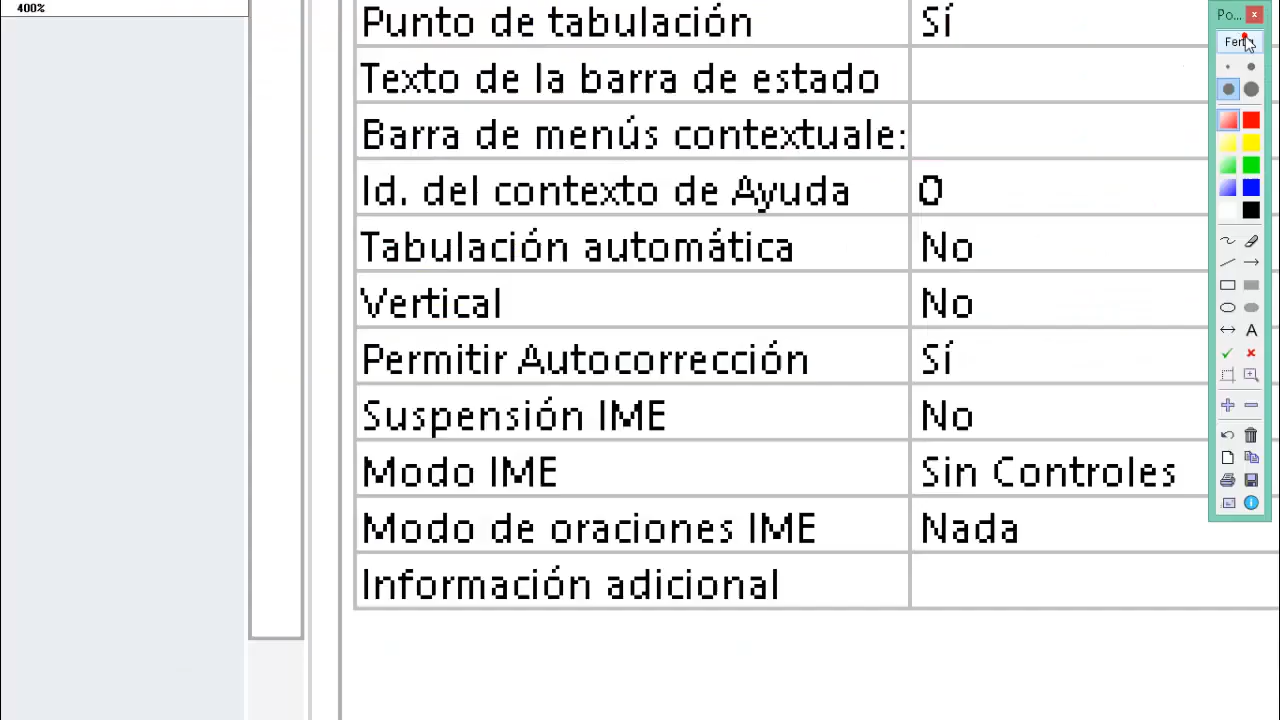 400%
Po...
Punto de tabulación Sí
Texto de la barra de estado
Barra de menús contextuale:
Id. del contexto de Ayuda 0
Tabulación automática No
Vertical No
Permitir Autocorrección Sí
Suspensión IME No
Modo IME Sin Controles
Modo de oraciones IME Nada
Información adicional
A